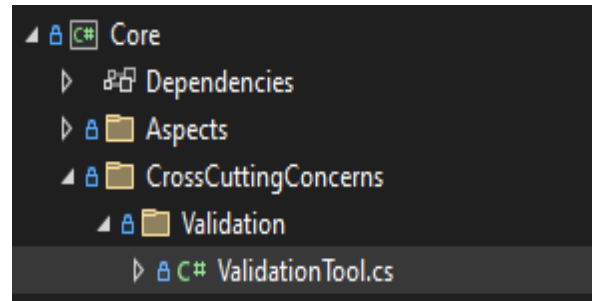 C# Core
Dependencies
Aspects
CrossCuttingConcerns
Validation
C# ValidationTool.cs